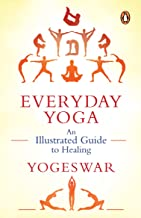 EVERYDAY
YOGA
An
Illustrated Guide
to Healing
YOGESWAR